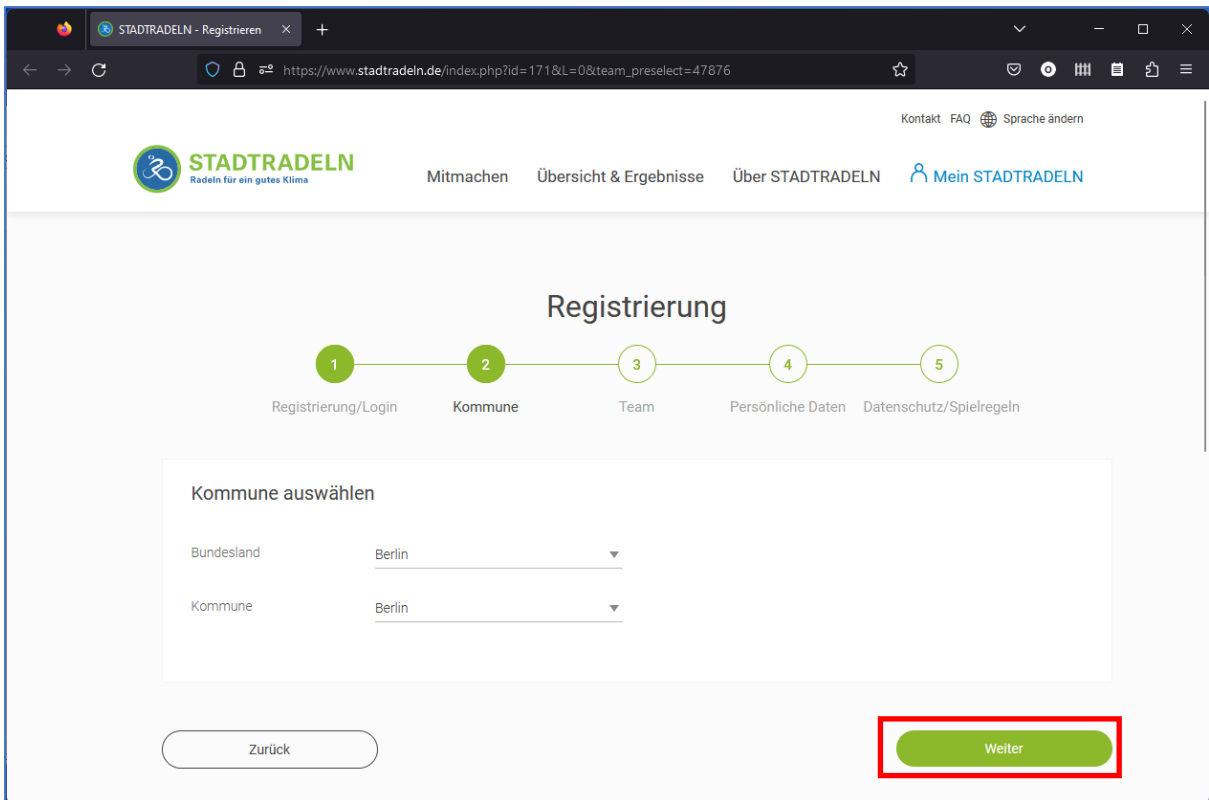 STADTRADELN - Registrieren
https://www.stadtradeln.de/index.php?id=171&L=0&team_preselect=47876
Kontakt FAQ Sprache ändern
STADTRADELN
Radeln für ein gutes Klima
Mitmachen Übersicht & Ergebnisse Über STADTRADELN Mein STADTRADELN
Registrierung
1 2 3 4 5
Registrierung/Login Kommune Team Persönliche Daten Datenschutz/Spielregeln
Kommune auswählen
Bundesland Berlin
Kommune Berlin
Zurück Weiter